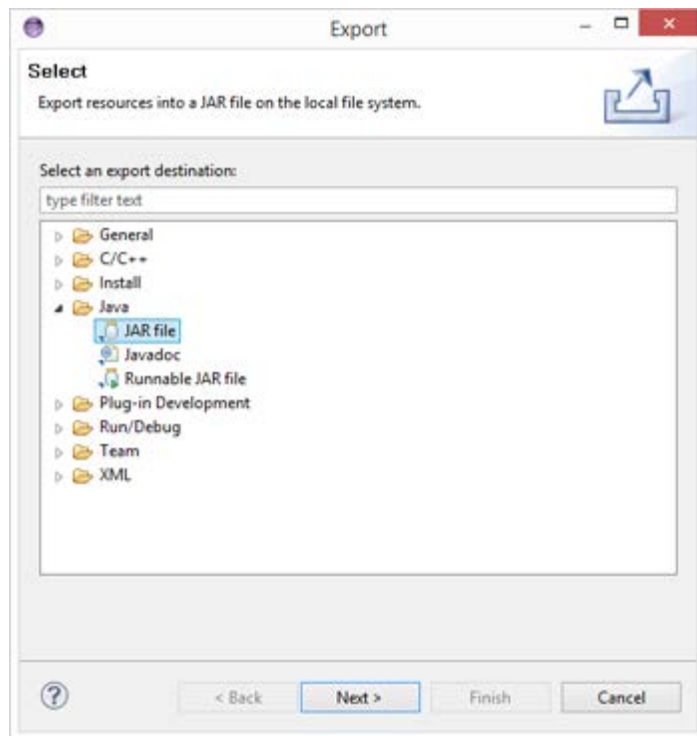 Export
Select
Export resources into a JAR file on the local file system.
Select an export destination:
type filter text
General
C/C++
Install
Java
JAR file
Javadoc
Runnable JAR file
Plug-in Development
Run/Debug
Team
XML
?
< Back Next > Finish Cancel